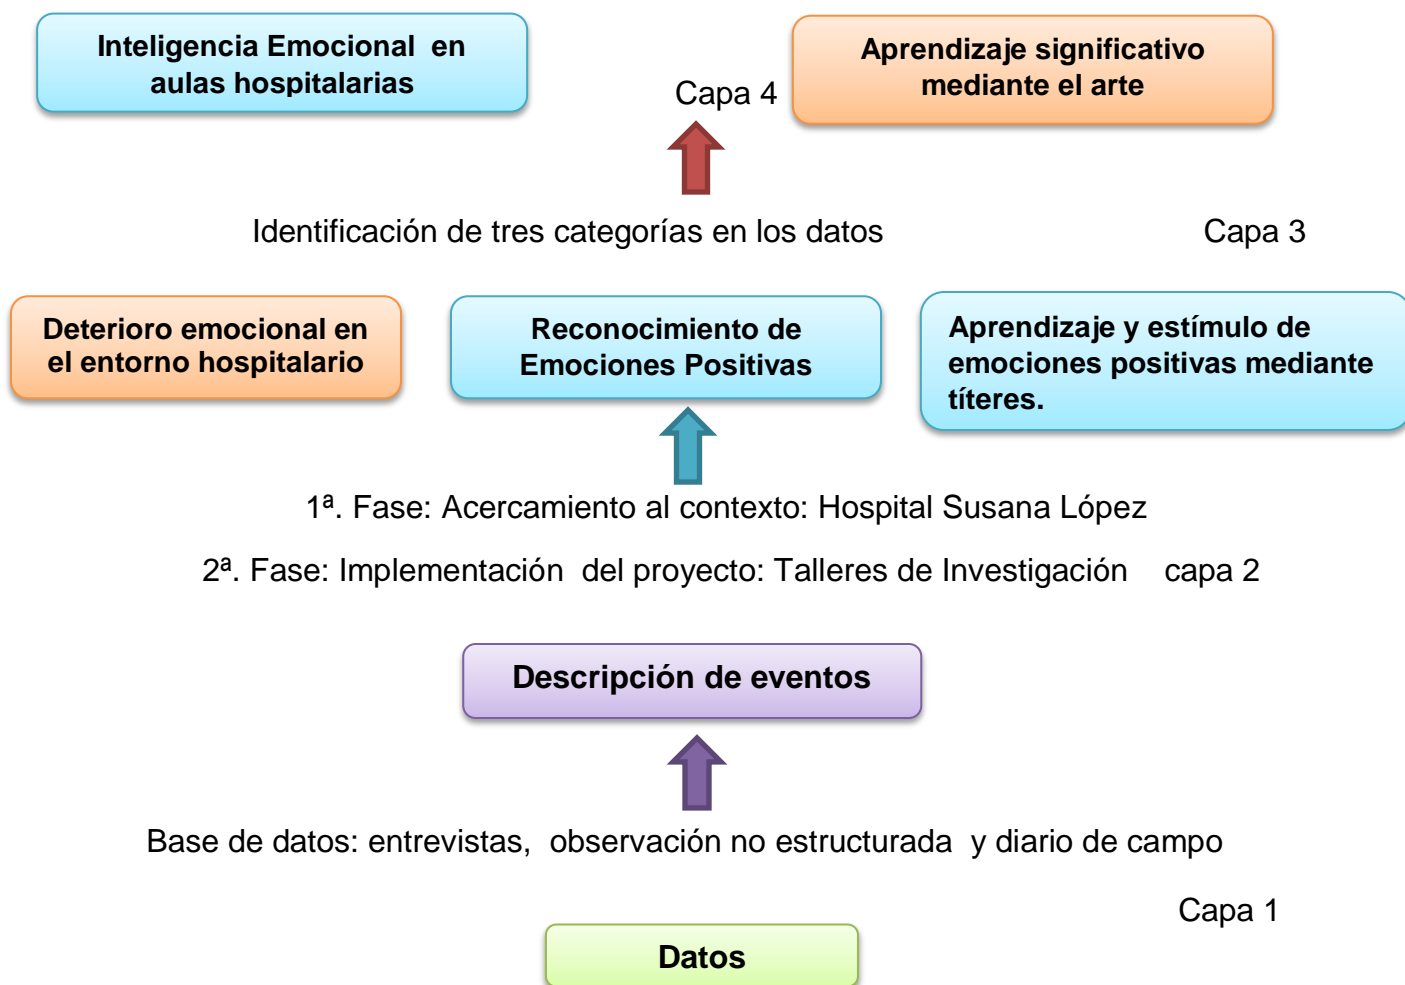 Inteligencia Emocional en
aulas hospitalarias
Capa 4
Aprendizaje significativo
mediante el arte
Identificación de tres categorías en los datos
Capa 3
Deterioro emocional en
el entorno hospitalario
Reconocimiento de
Emociones Positivas
Aprendizaje y estímulo de
emociones positivas mediante
títeres.
1ª. Fase: Acercamiento al contexto: Hospital Susana López
2ª. Fase: Implementación del proyecto: Talleres de Investigación capa 2
Descripción de eventos
Base de datos: entrevistas, observación no estructurada y diario de campo
Capa 1
Datos